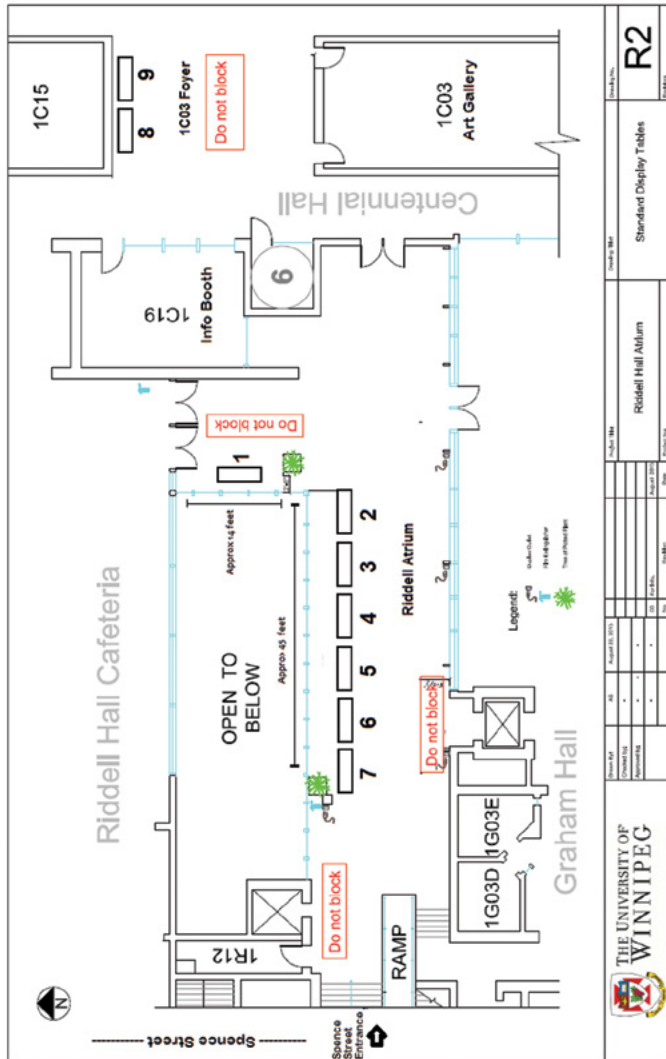 1C15
9
8
1C03 Foyer
Do not block
1C03
Art Gallery
Centennial Hall
1C19
Info Booth
6
Do not block
1
Riddell Hall Cafeteria
Approx 14 feet
Approx 45 feet
OPEN TO
BELOW
2
3
4
5
6
7
Riddell Atrium
Do not block
Do not block
1R12
RAMP
1G03E
1G03D
Graham Hall
Legend:
Fire Extinguisher
N
Spence Street
Spence
Street
Entrance
R2
Standard Display Tables
Riddell Hall Atrium
THE UNIVERSITY OF
WINNIPEG